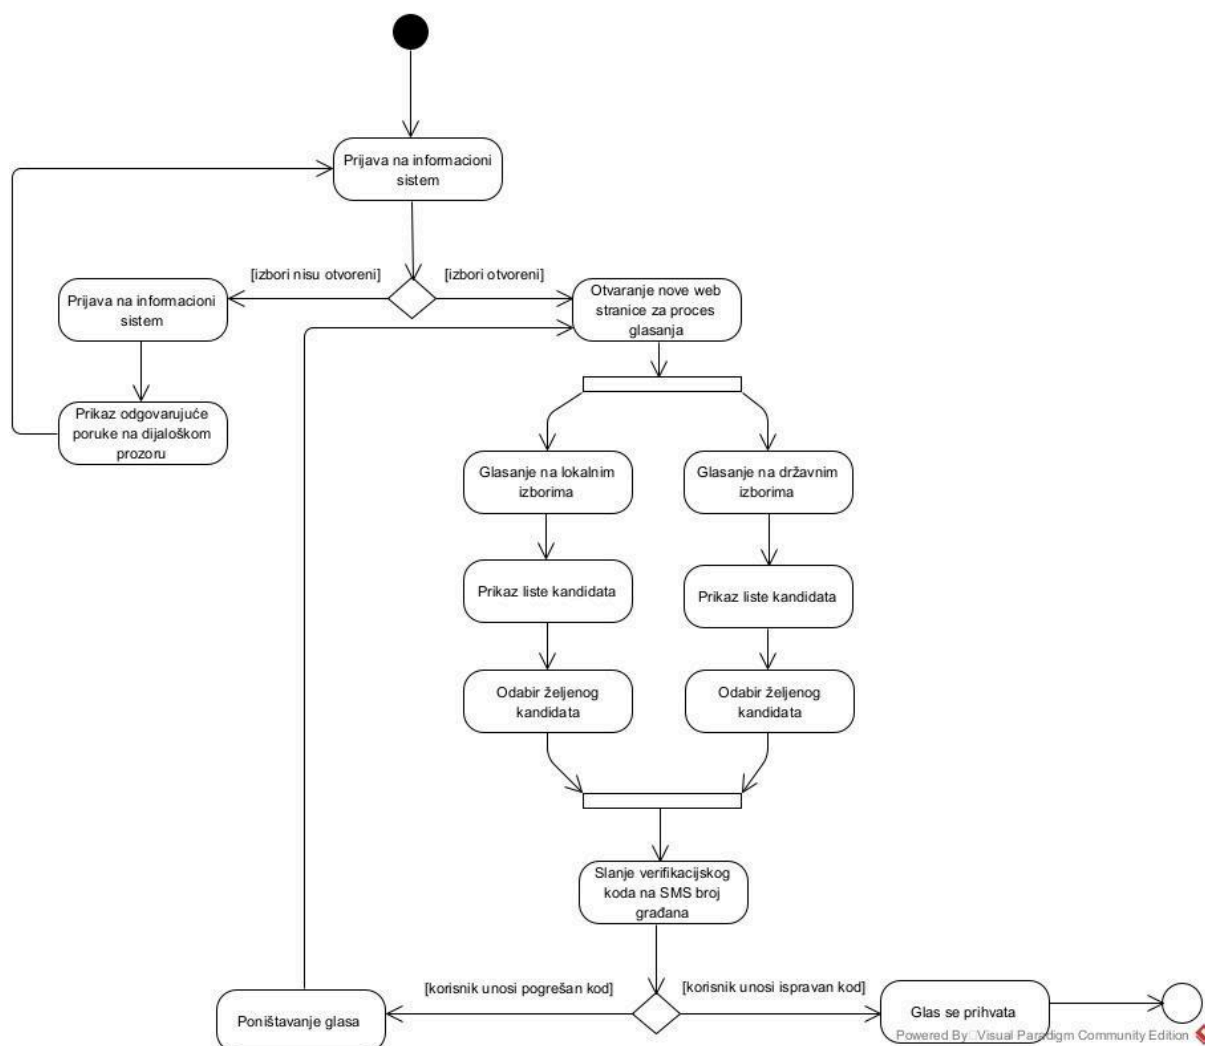 Prijava na informacioni
sistem
[izbori nisu otvoreni]
[izbori otvoreni]
Prijava na informacioni
sistem
Otvaranje nove web
stranice za proces
glasanja
Prikaz odgovarujuće
poruke na dijaloškom
prozoru
Glasanje na lokalnim
izborima
Glasanje na državnim
izborima
Prikaz liste kandidata
Prikaz liste kandidata
Odabir željenog
kandidata
Odabir željenog
kandidata
Slanje verifikacijskog
koda na SMS broj
građana
[korisnik unosi pogrešan kod]
[korisnik unosi ispravan kod]
Poništavanje glasa
Glas se prihvata
Powered By Visual Paradigm Community Edition